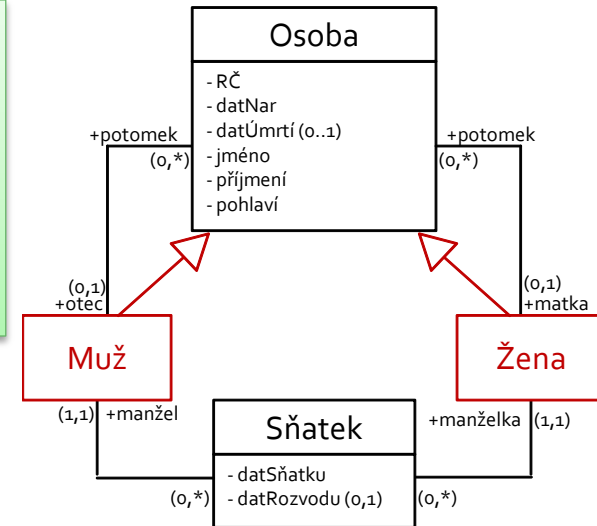 Osoba
- RČ
- datNar
- datÚmrtí (0..1)
- jméno
- příjmení
- pohlaví
+potomek
(0,*)
+potomek
(0,*)
(0,1)
+otec
(0,1)
+matka
Muž
Žena
(1,1) +manžel
+manželka (1,1)
Sňatek
- datSňatku
- datRozvodu (0,1)
(0,*)
(0,*)